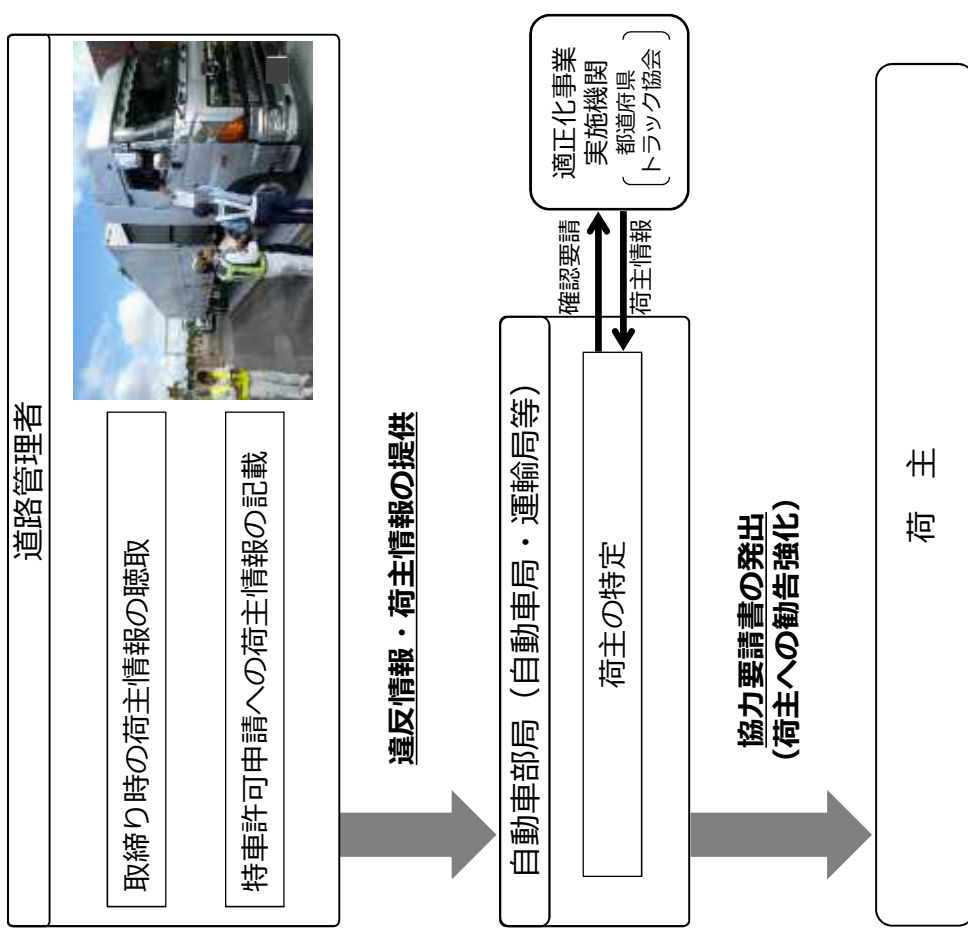 道路管理者
取締り時の荷主情報の聴取
特車許可申請への荷主情報の記載
違反情報・荷主情報の提供
自動車部局（自動車局・運輸局等）
荷主の特定
確認要請
荷主情報
適正化事業
実施機関
都道府県
トラック協会
協力要請書の発出
(荷主への勧告強化)
荷 主